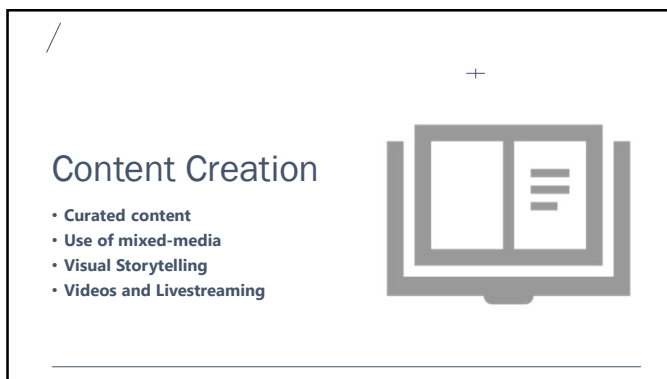 Content Creation
• Curated content
• Use of mixed-media
• Visual Storytelling
• Videos and Livestreaming